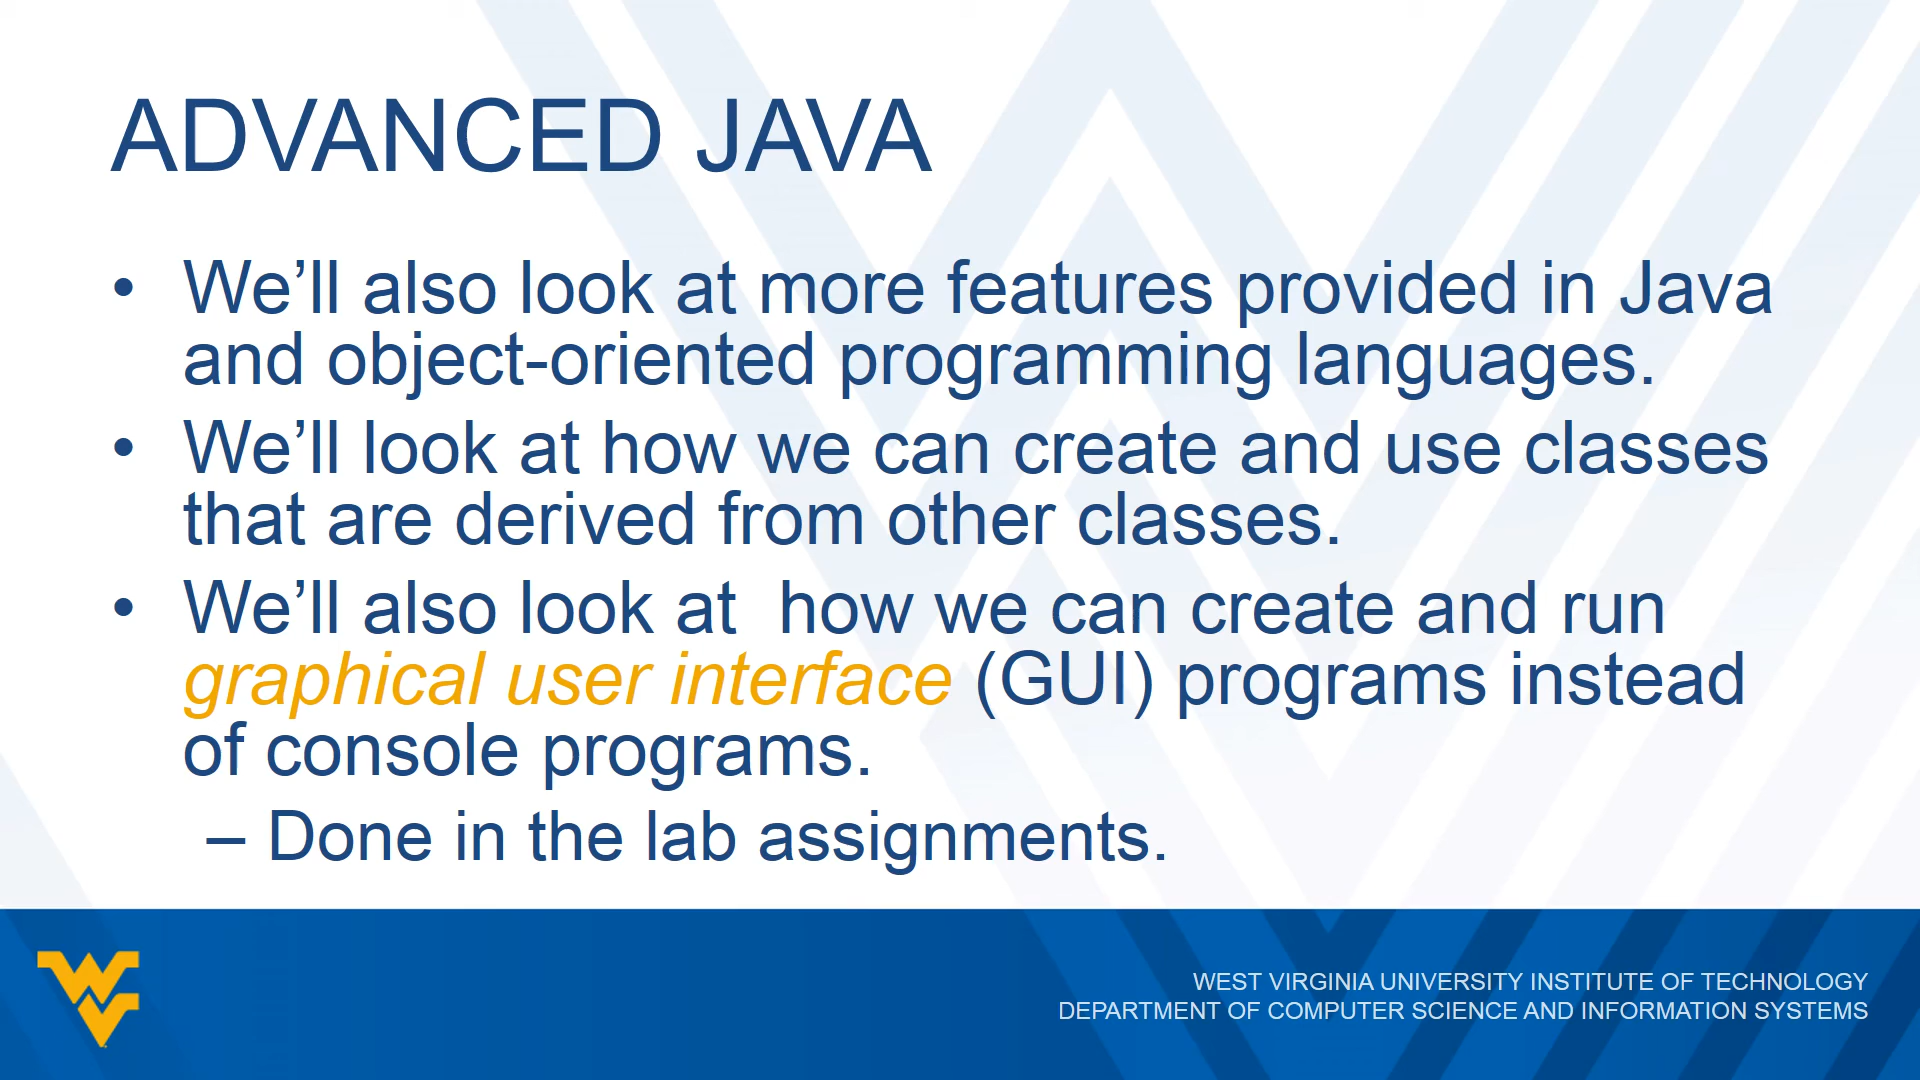 ADVANCED JAVA
• We’ll also look at more features provided in Java
and object-oriented programming languages.
• We’ll look at how we can create and use classes
that are derived from other classes.
• We’ll also look at  how we can create and run
graphical user interface (GUI) programs instead
of console programs.
– Done in the lab assignments.
WEST VIRGINIA UNIVERSITY INSTITUTE OF TECHNOLOGY
DEPARTMENT OF COMPUTER SCIENCE AND INFORMATION SYSTEMS